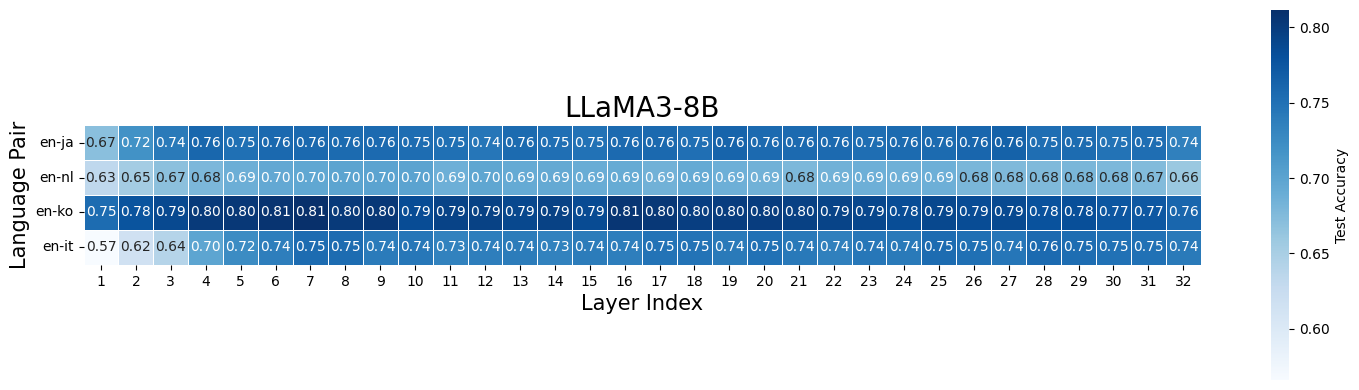 LLaMA3-8B
Language Pair
en-ja 0.67 0.72 0.74 0.76 0.75 0.76 0.76 0.76 0.76 0.76 0.75 0.74 0.76 0.75 0.75 0.76 0.76 0.75 0.76 0.76 0.76 0.76 0.75 0.76 0.76 0.76 0.76 0.75 0.75 0.75 0.75 0.74
en-nl 0.63 0.65 0.67 0.68 0.69 0.70 0.70 0.70 0.70 0.70 0.69 0.70 0.69 0.69 0.69 0.69 0.69 0.69 0.69 0.69 0.68 0.69 0.69 0.69 0.69 0.68 0.68 0.68 0.68 0.68 0.67 0.66
en-ko 0.75 0.78 0.79 0.80 0.80 0.81 0.81 0.80 0.80 0.79 0.79 0.79 0.79 0.79 0.79 0.81 0.80 0.80 0.80 0.80 0.80 0.79 0.79 0.78 0.79 0.79 0.79 0.78 0.78 0.77 0.77 0.76
en-it 0.57 0.62 0.64 0.70 0.72 0.74 0.75 0.75 0.74 0.74 0.73 0.74 0.74 0.73 0.74 0.74 0.75 0.75 0.74 0.75 0.74 0.74 0.74 0.74 0.75 0.75 0.74 0.76 0.75 0.75 0.75 0.74
1 2 3 4 5 6 7 8 9 10 11 12 13 14 15 16 17 18 19 20 21 22 23 24 25 26 27 28 29 30 31 32
Layer Index
0.80
0.75
0.70
0.65
0.60
Test Accuracy